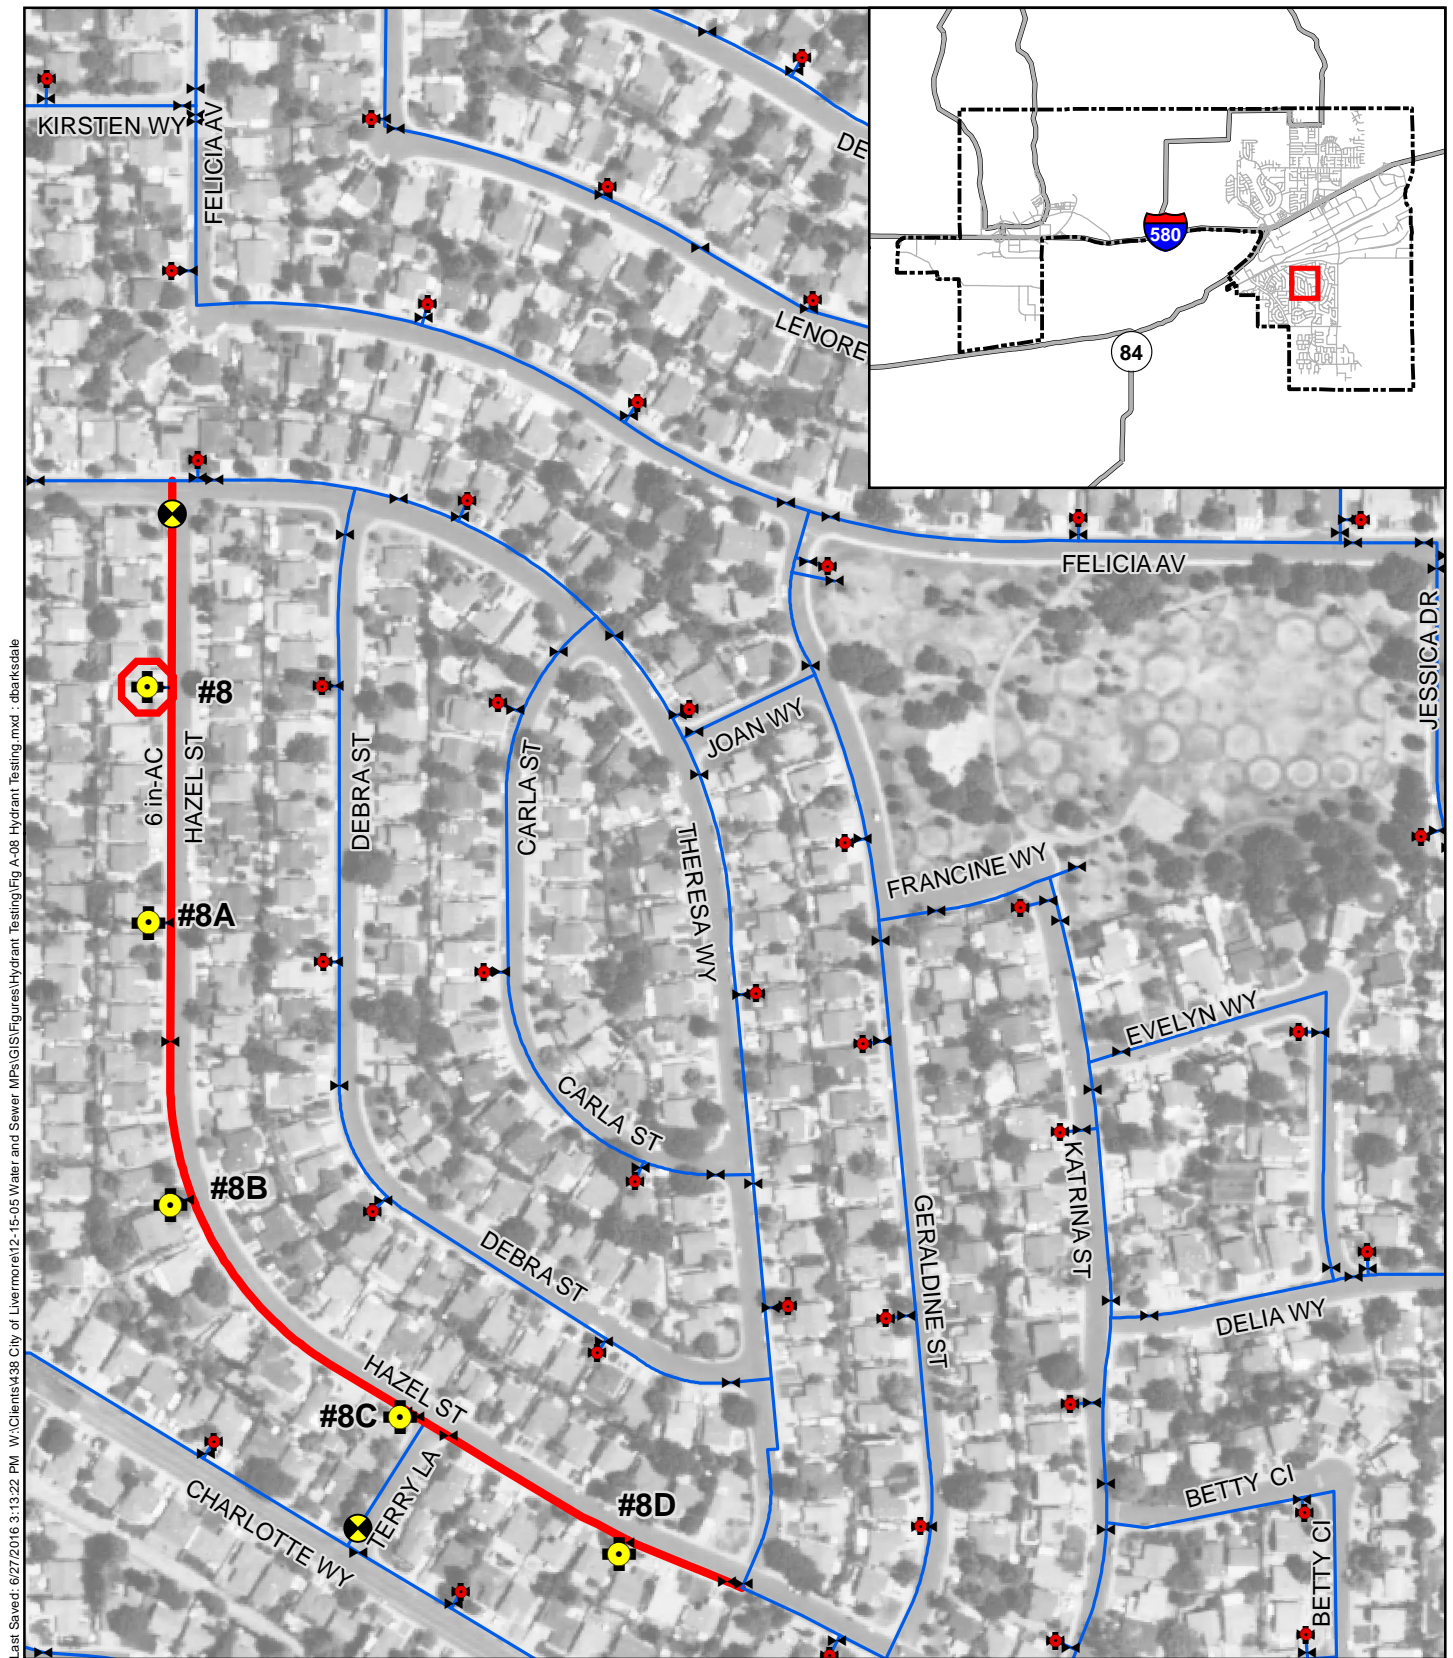 KIRSTEN WY
FELICIA AV
DE
LENORE
580
84
FELICIA AV
JESSICA DR
#8
6 in-AC
HAZEL ST
DEBRA ST
CARLA ST
JOAN WY
THERESA WY
FRANCINE WY
#8A
EVELYN WY
CARLA ST
KATRINA ST
#8B
GERALDINE ST
DEBRA ST
DELIA WY
HAZEL ST
#8C
TERRY LA
CHARLOTTE WY
#8D
BETTY CI
BETTY CI
Last Saved: 6/27/2016 3:13:22 PM W:\Clients\438 City of Livermore\12-15-05 Water and Sewer MPs\GIS\Figures\Hydrant Testing\Fig A-08 Hydrant Testing.mxd : dbarksdale